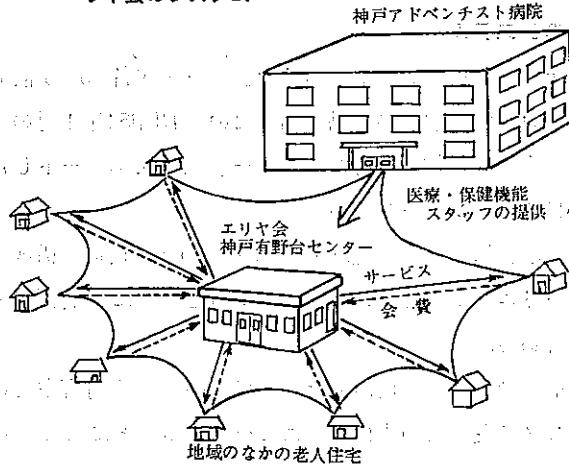 神戸アドベンチスト病院
医療・保健機能
スタッフの提供
エリヤ会
神戸有野台センター
サービス
会費
地域のなかの老人住宅